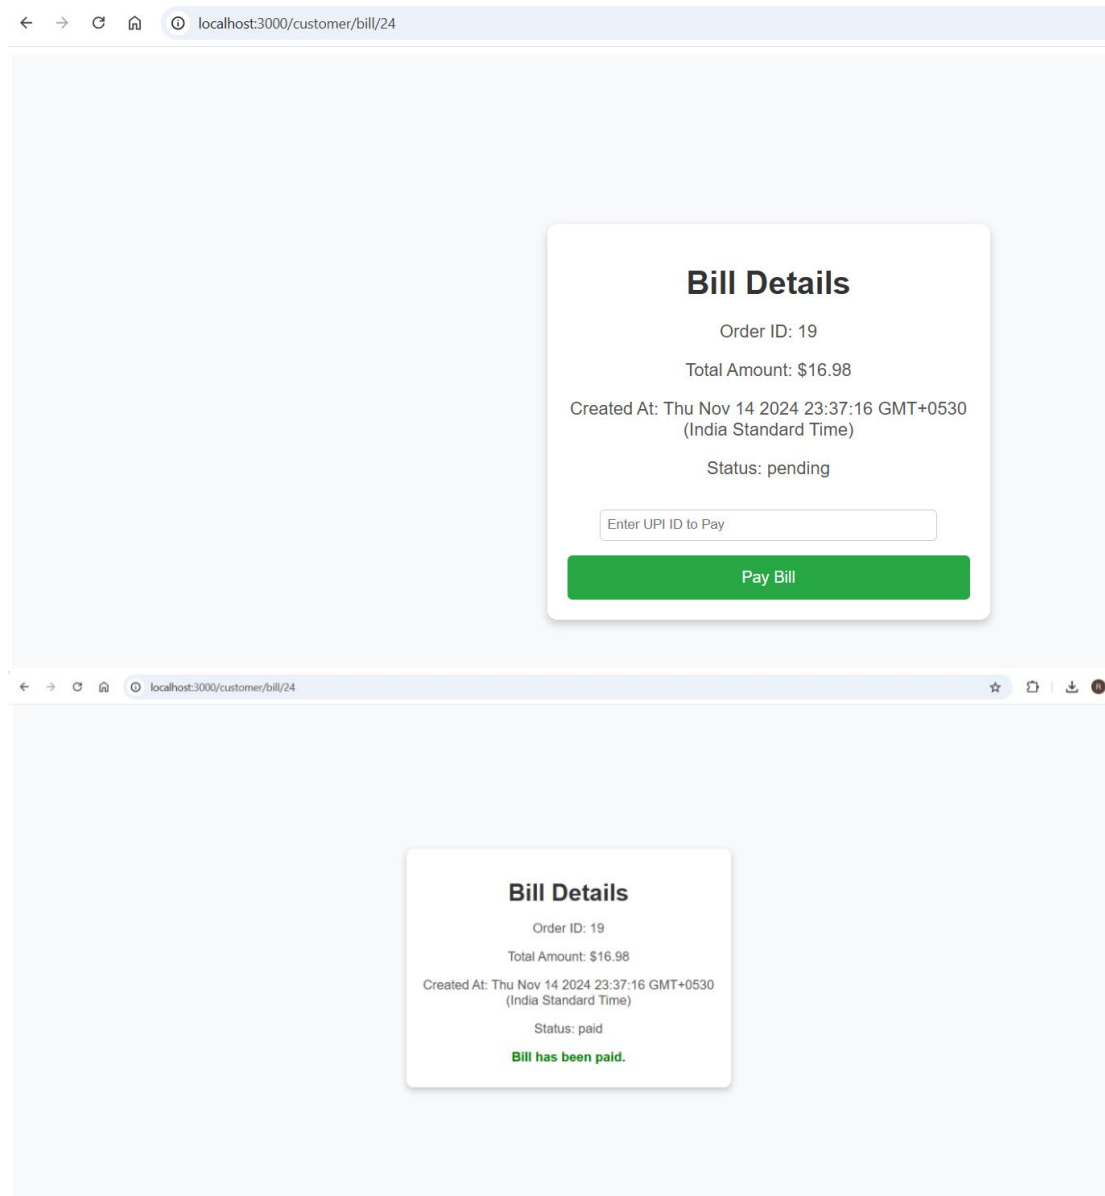 localhost:3000/customer/bill/24
Bill Details
Order ID: 19
Total Amount: $16.98
Created At: Thu Nov 14 2024 23:37:16 GMT+0530
(India Standard Time)
Status: pending
Enter UPI ID to Pay
Pay Bill
localhost:3000/customer/bill/24
R
Bill Details
Order ID: 19
Total Amount: $16.98
Created At: Thu Nov 14 2024 23:37:16 GMT+0530
(India Standard Time)
Status: paid
Bill has been paid.